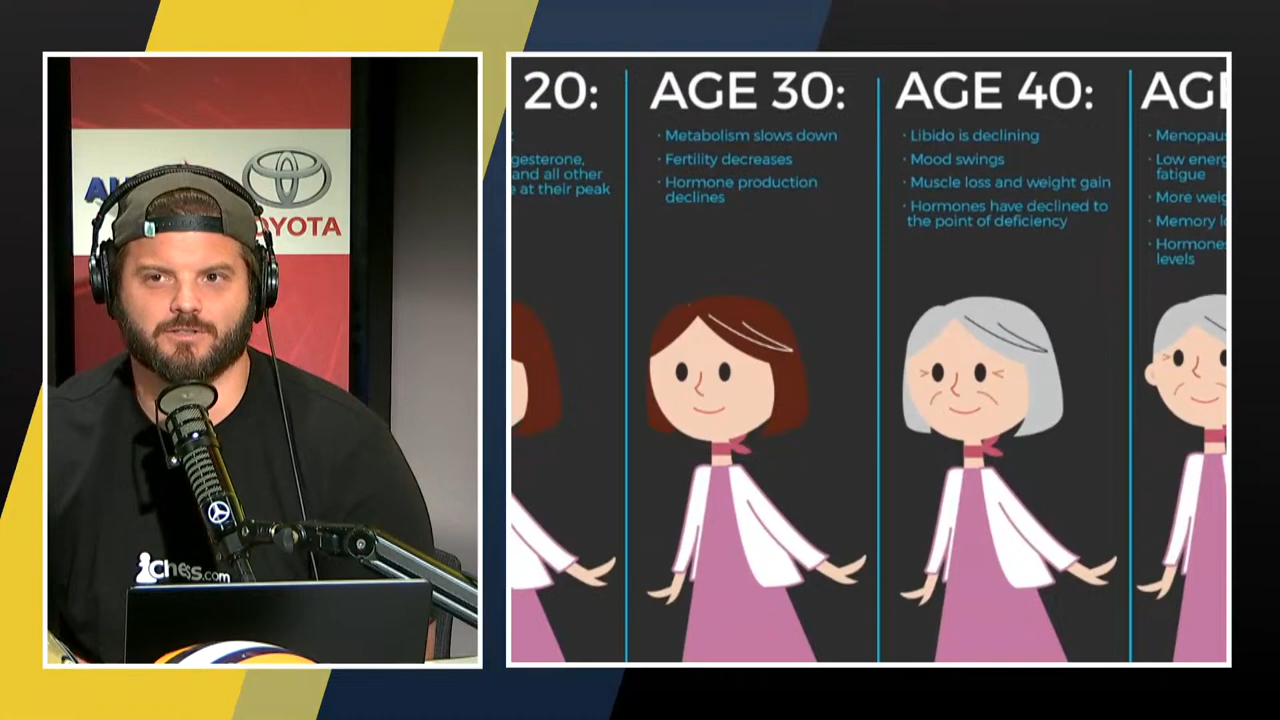 TOYOTA
chess.com
20:
gesterone,
and all other
e at their peak
AGE 30:
· Metabolism slows down
· Fertility decreases
· Hormone production
declines
AGE 40:
· Libido is declining
· Mood swings
· Muscle loss and weight gain
· Hormones have declined to
the point of deficiency
AGE
· Menopaus
· Low energ
fatigue
· More weig
· Memory lo
· Hormones
levels